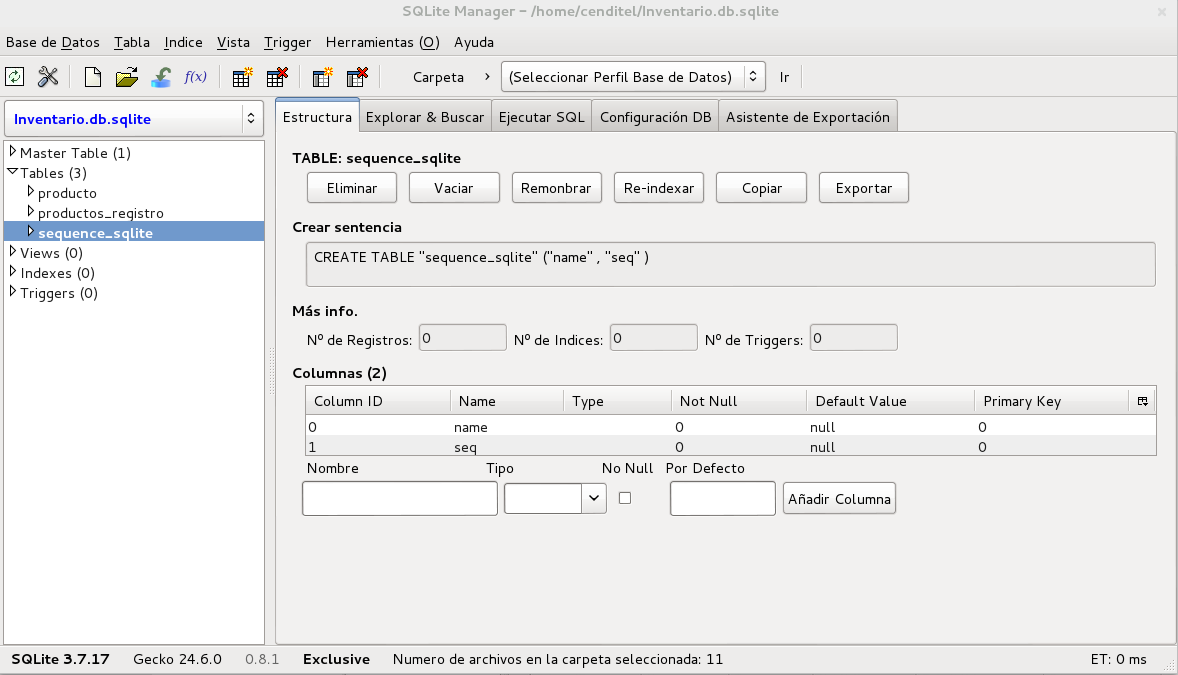 SQLite Manager - /home/cenditel/Inventario.db.sqlite
Base de Datos Tabla Indice Vista Trigger Herramientas (O) Ayuda
f(x) Carpeta (Seleccionar Perfil Base de Datos) Ir
Inventario.db.sqlite
Master Table (1)
Tables (3)
producto
productos_registro
sequence_sqlite
Views (0)
Indexes (0)
Triggers (0)
Estructura Explorar & Buscar Ejecutar SQL Configuración DB Asistente de Exportación
TABLE: sequence_sqlite
Eliminar Vaciar Remonbrar Re-indexar Copiar Exportar
Crear sentencia
CREATE TABLE "sequence_sqlite" ("name" , "seq" )
Más info.
Nº de Registros: 0 Nº de Indices: 0 Nº de Triggers: 0
Columnas (2)
Column ID Name Type Not Null Default Value Primary Key
0 name 0 null 0
1 seq 0 null 0
Nombre Tipo No Null Por Defecto
Añadir Columna
SQLite 3.7.17 Gecko 24.6.0 0.8.1 Exclusive Numero de archivos en la carpeta seleccionada: 11 ET: 0 ms